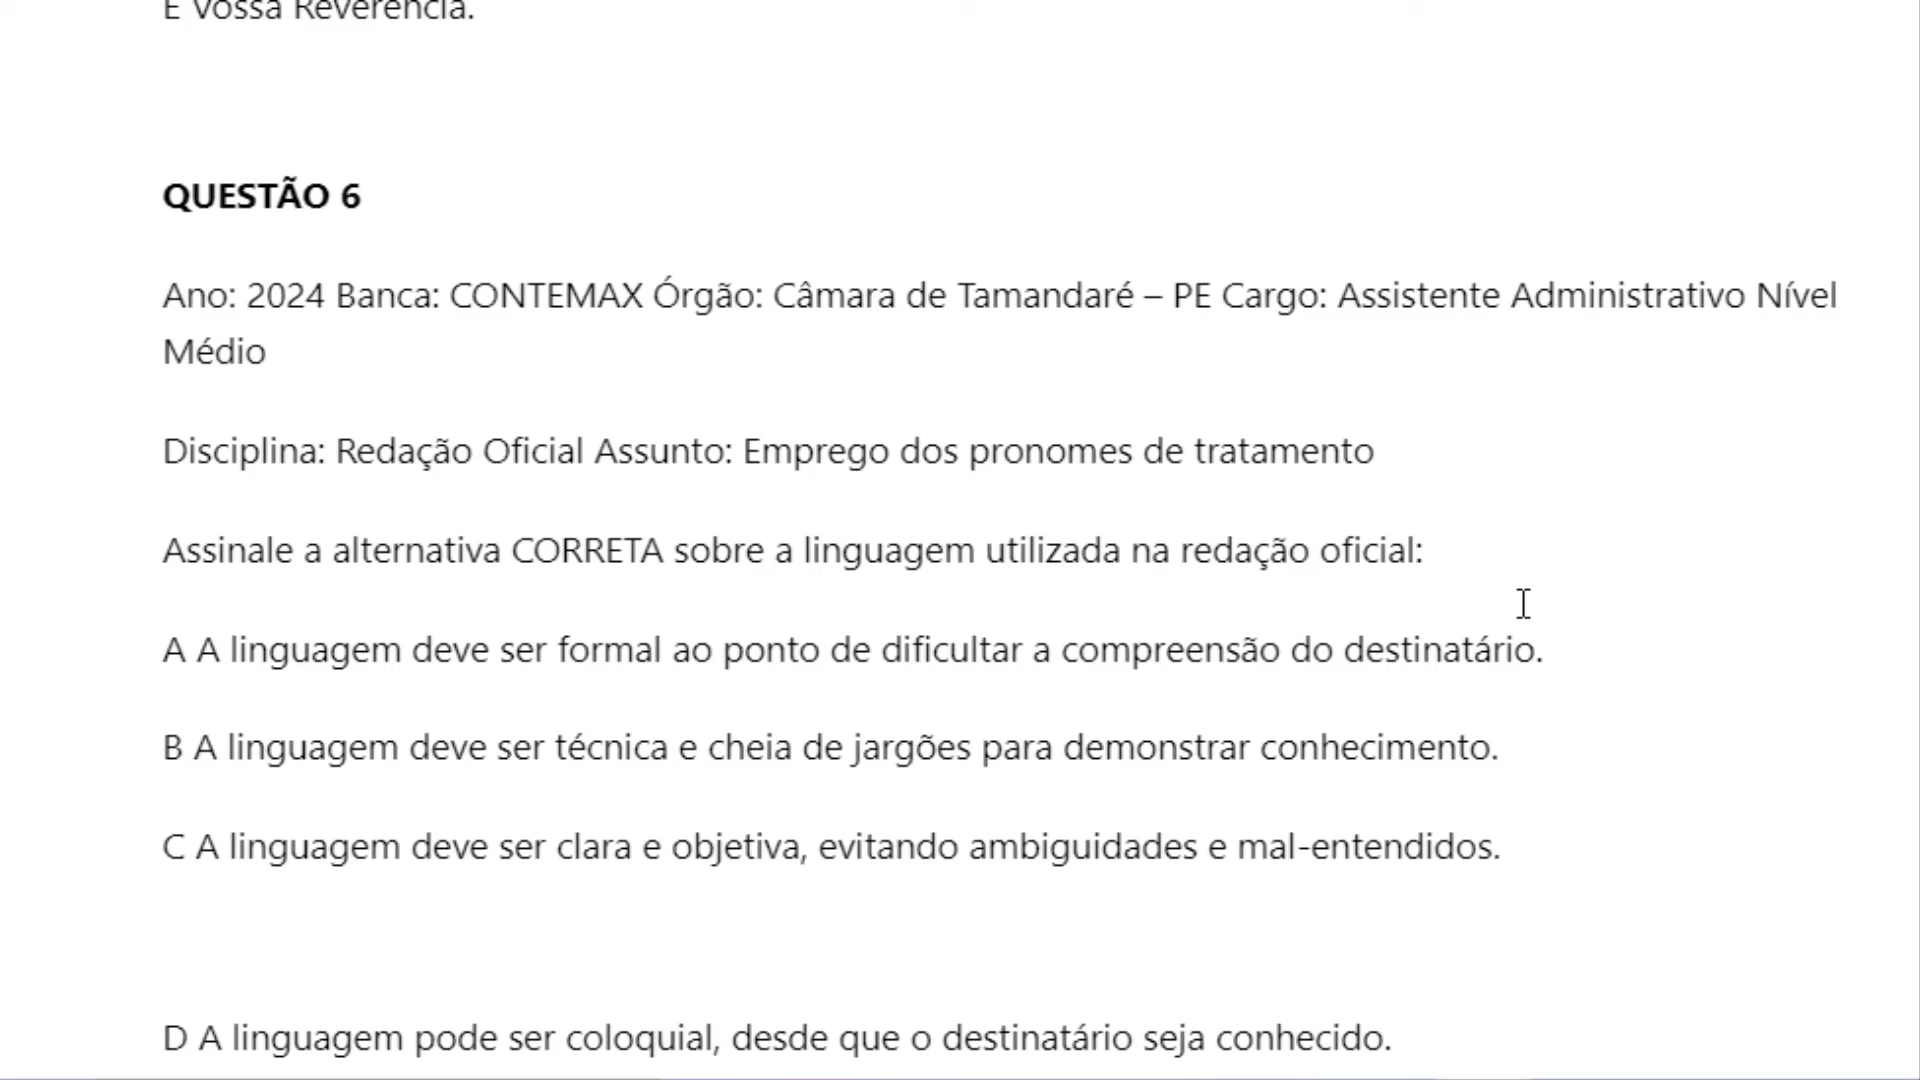 E Vossa Reverência.
QUESTÃO 6
Ano: 2024 Banca: CONTEMAX Órgão: Câmara de Tamandaré – PE Cargo: Assistente Administrativo Nível
Médio
Disciplina: Redação Oficial Assunto: Emprego dos pronomes de tratamento
Assinale a alternativa CORRETA sobre a linguagem utilizada na redação oficial:
A A linguagem deve ser formal ao ponto de dificultar a compreensão do destinatário.
B A linguagem deve ser técnica e cheia de jargões para demonstrar conhecimento.
C A linguagem deve ser clara e objetiva, evitando ambiguidades e mal-entendidos.
D A linguagem pode ser coloquial, desde que o destinatário seja conhecido.